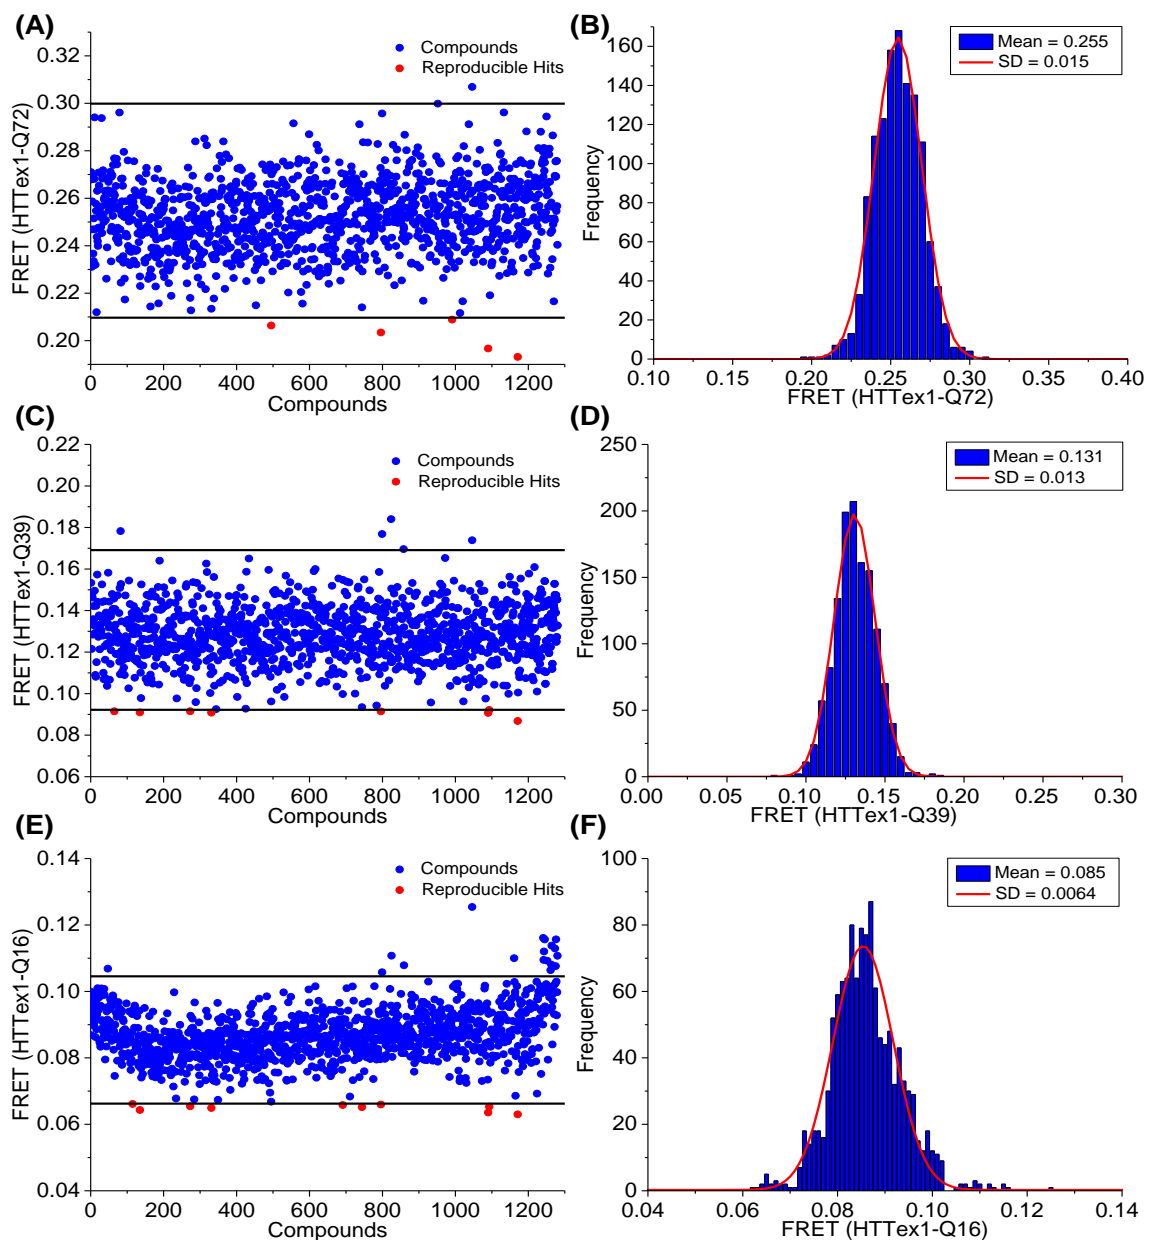 (A)
FRET (HTTex1-Q72)
0.32
0.30
0.28
0.26
0.24
0.22
0.20
Compounds
Reproducible Hits
0 200 400 600 800 1000 1200
Compounds
(B)
Frequency
160
140
120
100
80
60
40
20
0
Mean = 0.255
SD = 0.015
0.10 0.15 0.20 0.25 0.30 0.35 0.40
FRET (HTTex1-Q72)
(C)
FRET (HTTex1-Q39)
0.22
0.20
0.18
0.16
0.14
0.12
0.10
0.08
0.06
Compounds
Reproducible Hits
0 200 400 600 800 1000 1200
Compounds
(D)
Frequency
250
200
150
100
50
0
Mean = 0.131
SD = 0.013
0.00 0.05 0.10 0.15 0.20 0.25 0.30
FRET (HTTex1-Q39)
(E)
FRET (HTTex1-Q16)
0.14
0.12
0.10
0.08
0.06
0.04
Compounds
Reproducible Hits
0 200 400 600 800 1000 1200
Compounds
(F)
Frequency
100
80
60
40
20
0
Mean = 0.085
SD = 0.0064
0.04 0.06 0.08 0.10 0.12 0.14
FRET (HTTex1-Q16)